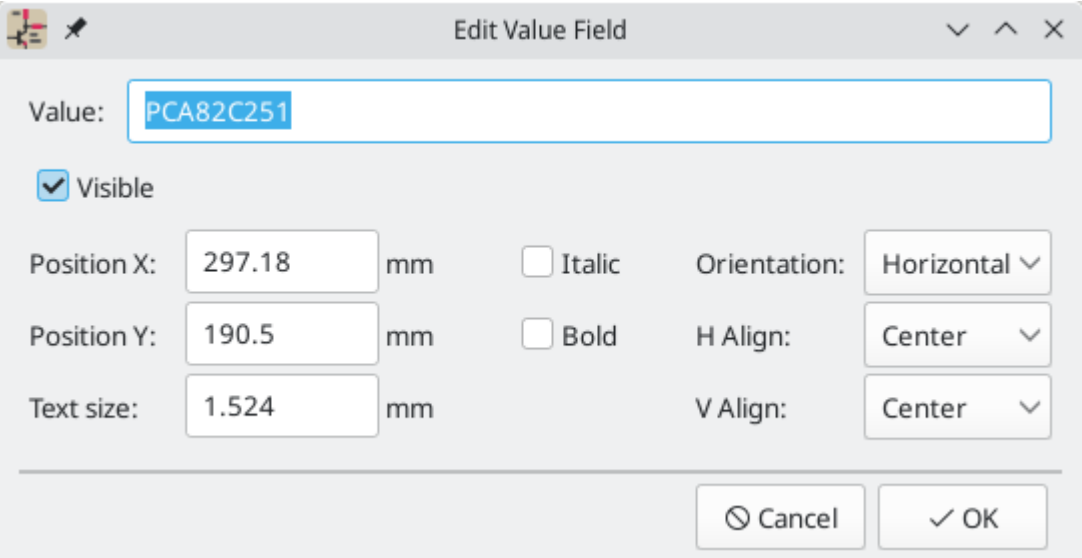 Edit Value Field
Value: PCA82C251
Visible
Position X: 297.18 mm Italic Orientation: Horizontal
Position Y: 190.5 mm Bold H Align: Center
Text size: 1.524 mm V Align: Center
Cancel OK